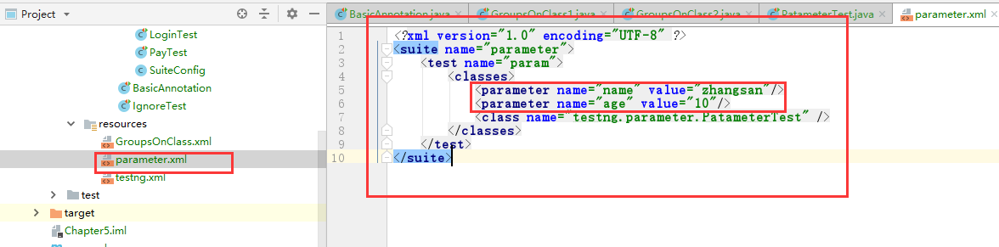 Project
LoginTest
PayTest
SuiteConfig
BasicAnnotation
IgnoreTest
resources
GroupsOnClass.xml
parameter.xml
testng.xml
test
target
Chapter5.iml
BasicAnnotation.java
GroupsOnClass1.java
GroupsOnClass2.java
PatameterTest.java
parameter.xml
1 <?xml version="1.0" encoding="UTF-8" ?>
2 <suite name="parameter">
3 <test name="param">
4 <classes>
5 <parameter name="name" value="zhangsan"/>
6 <parameter name="age" value="10"/>
7 <class name="testng.parameter.PatameterTest" />
8 </classes>
9 </test>
10 </suite>